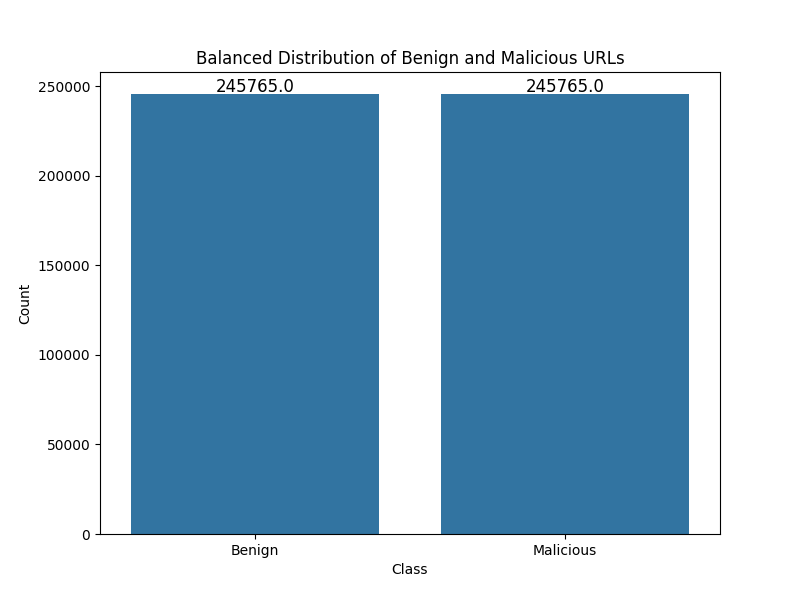 Balanced Distribution of Benign and Malicious URLs
245765.0 245765.0
250000
200000
150000
100000
50000
0
Count
Benign Malicious
Class